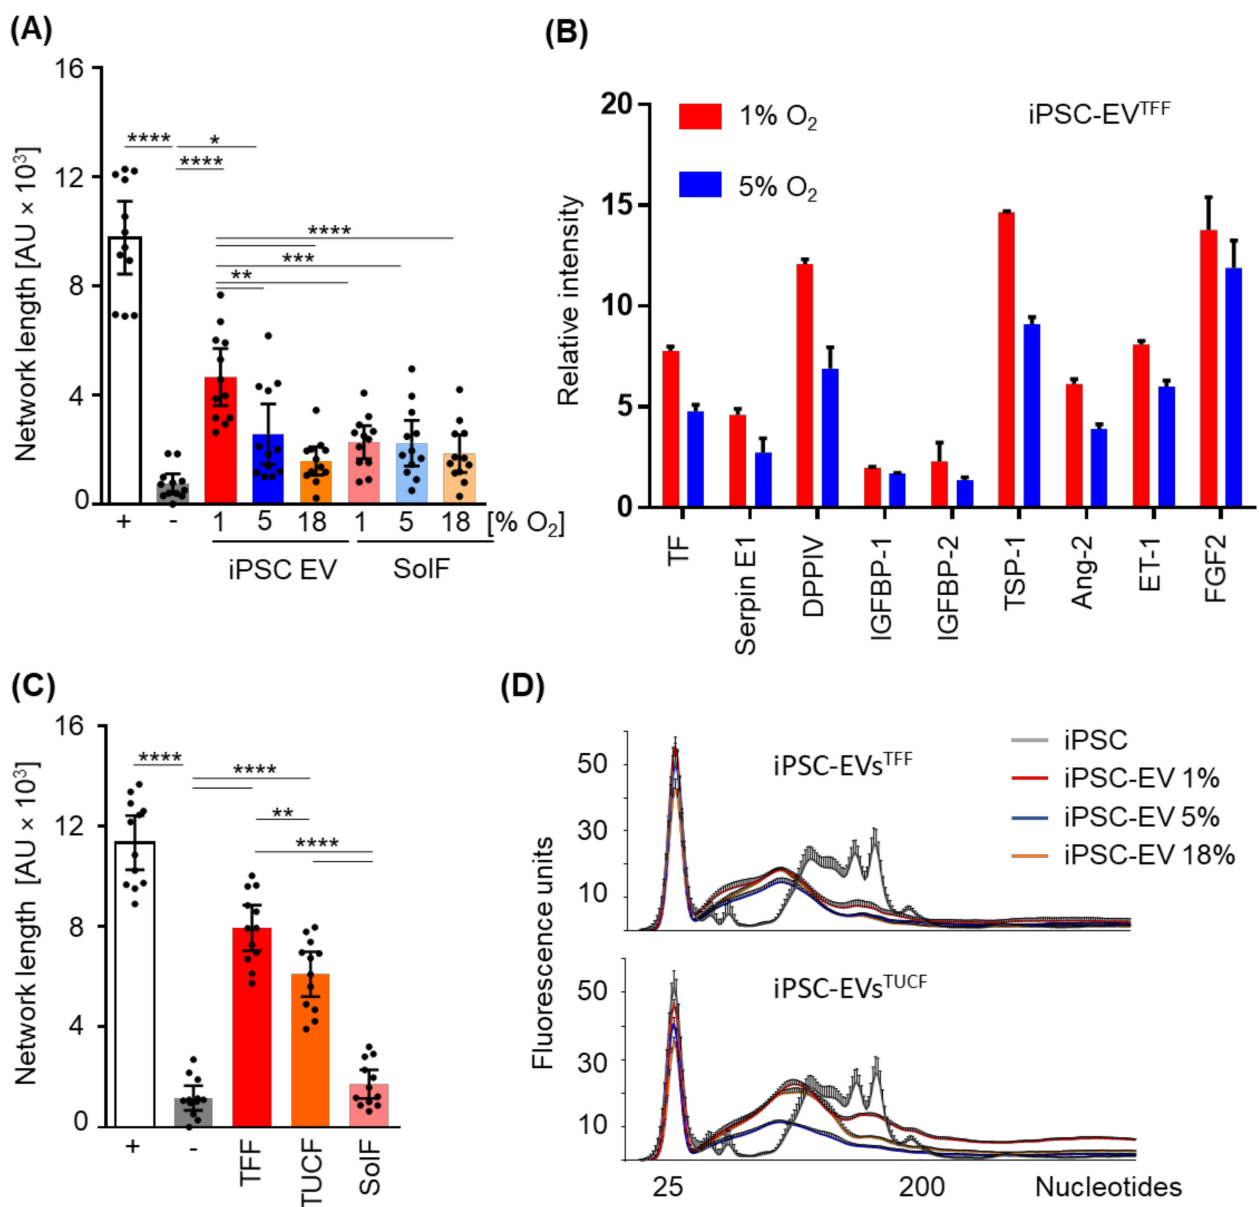 (A)
Network length [AU × 10³]
16
12
8
4
0
****
*
****
****
***
**
+
-
1
5
18
1
5
18
[% O₂]
iPSC EV
SolF
(B)
Relative intensity
20
15
10
5
0
1% O₂
5% O₂
iPSC-EVᵀᶠᶠ
TF
Serpin E1
DPPIV
IGFBP-1
IGFBP-2
TSP-1
Ang-2
ET-1
FGF2
(C)
Network length [AU × 10³]
16
12
8
4
0
****
****
**
****
+
-
TFF
TUCF
SolF
(D)
Fluorescence units
50
30
10
iPSC-EVsᵀᶠᶠ
iPSC
iPSC-EV 1%
iPSC-EV 5%
iPSC-EV 18%
50
30
10
iPSC-EVsᵀᵁᶜᶠ
25
200
Nucleotides